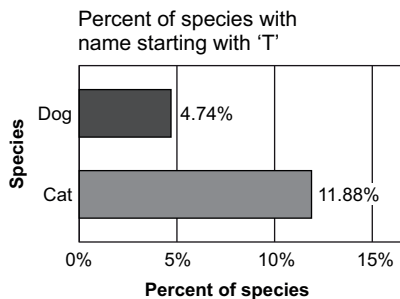 Percent of species with
name starting with ‘T’
Species
Dog
4.74%
Cat
11.88%
0%
5%
10%
15%
Percent of species